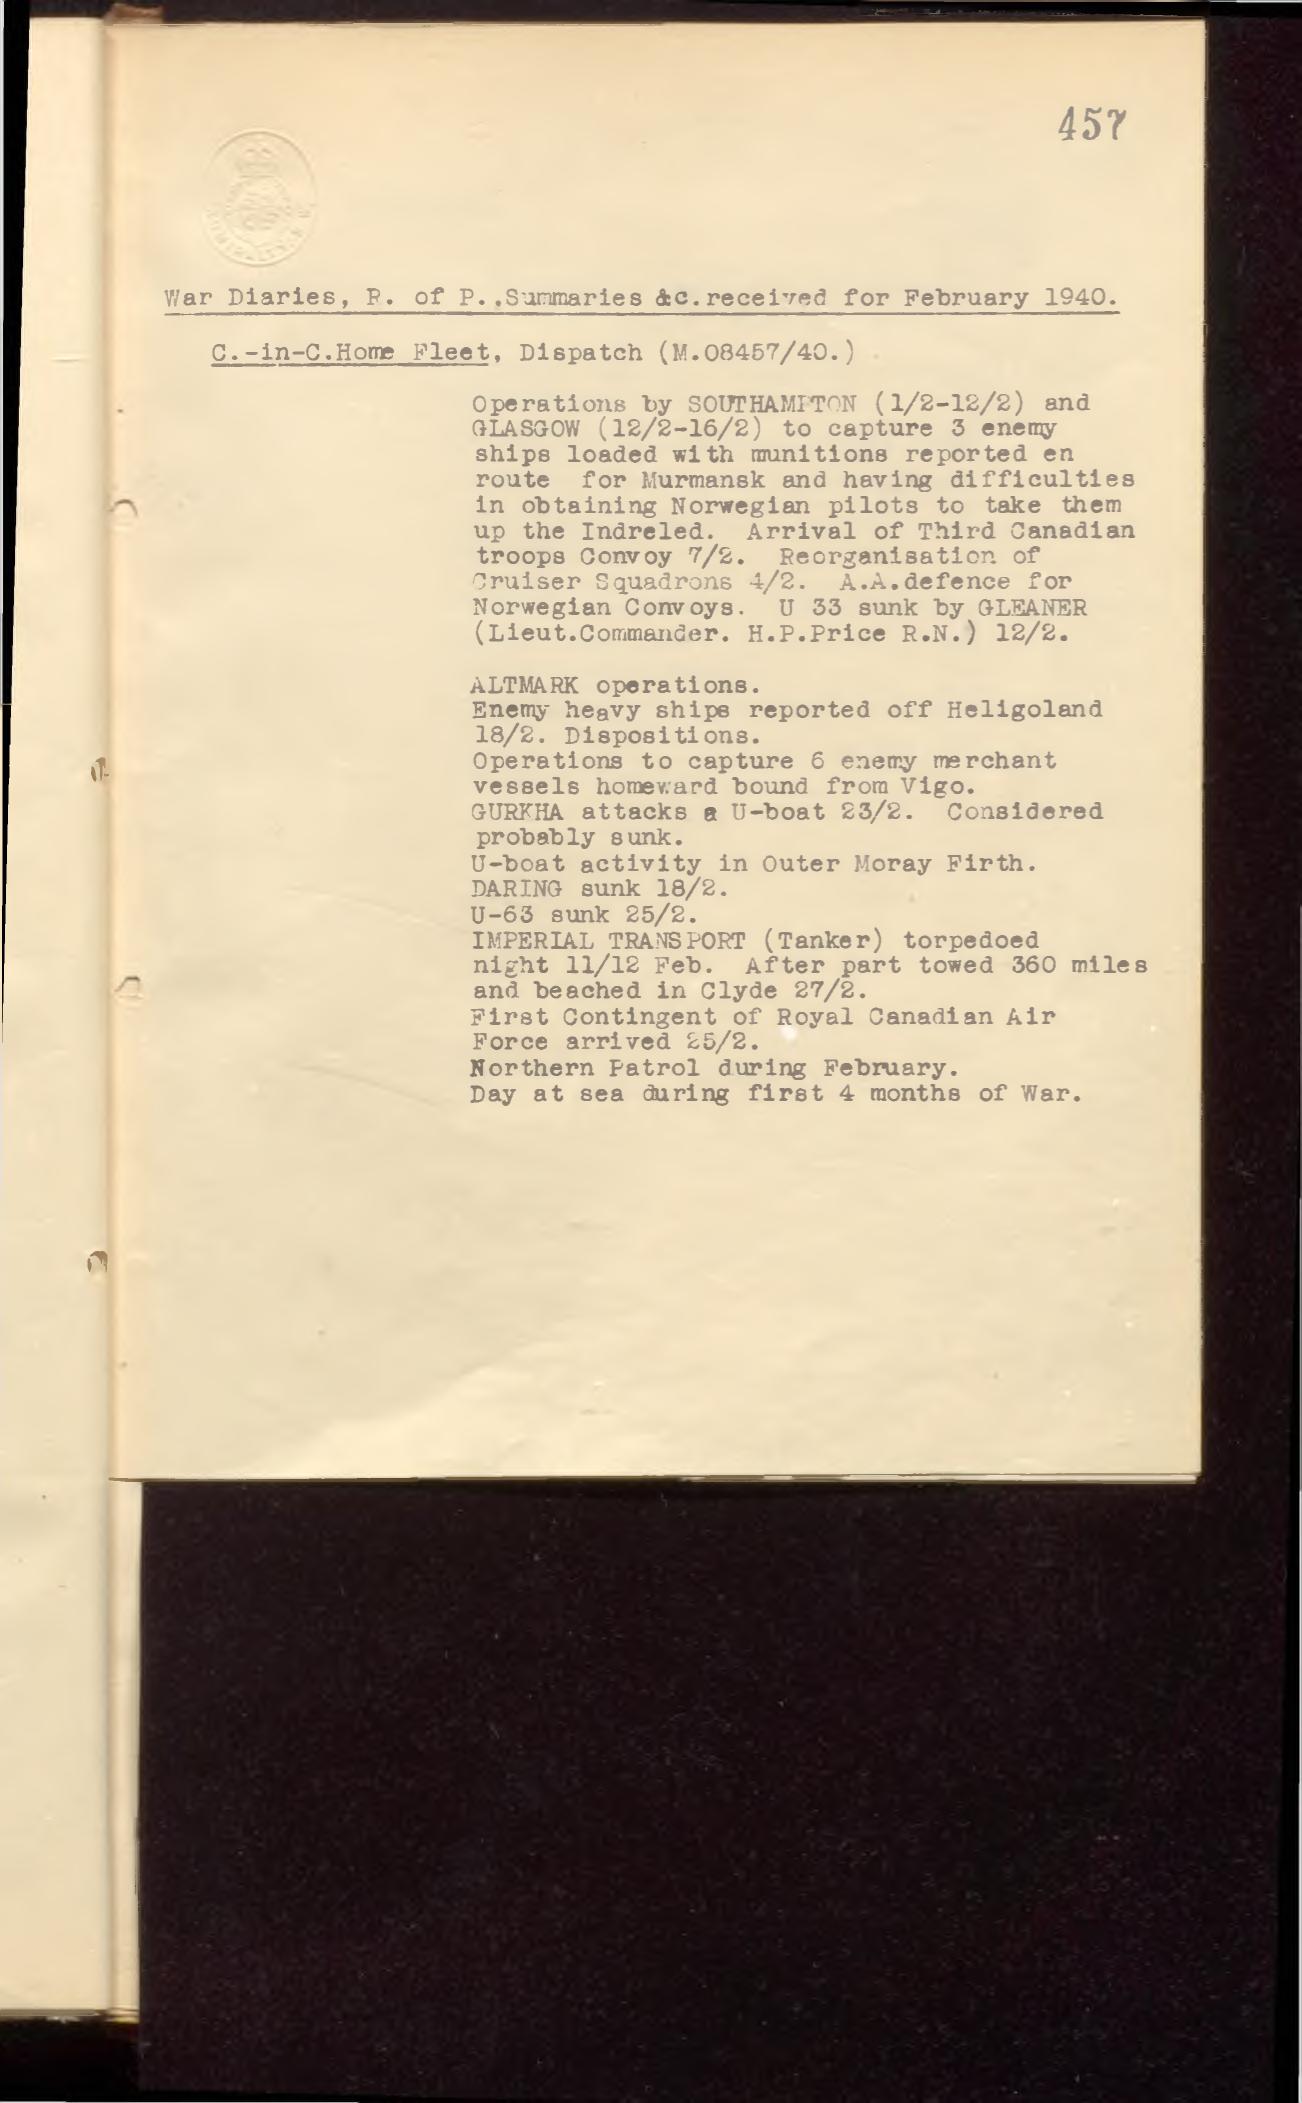 457
War Diaries, R. of P.,Summaries &c.received for February 1940.
C.-in-C.Home Fleet, Dispatch (M.08457/40.)
Operations by SOUTHAMPTON (1/2-12/2) and
GLASGOW (12/2-16/2) to capture 3 enemy
ships loaded with munitions reported en
route for Murmansk and having difficulties
in obtaining Norwegian pilots to take them
up the Indreled. Arrival of Third Canadian
troops Convoy 7/2. Reorganisation of
Cruiser Squadrons 4/2. A.A.defence for
Norwegian Convoys. U 33 sunk by GLEANER
(Lieut.Commander. H.P.Price R.N.) 12/2.
ALTMARK operations.
Enemy heavy ships reported off Heligoland
18/2. Dispositions.
Operations to capture 6 enemy merchant
vessels homeward bound from Vigo.
GURKHA attacks a U-boat 23/2. Considered
probably sunk.
U-boat activity in Outer Moray Firth.
DARING sunk 18/2.
U-63 sunk 25/2.
IMPERIAL TRANSPORT (Tanker) torpedoed
night 11/12 Feb. After part towed 360 miles
and beached in Clyde 27/2.
First Contingent of Royal Canadian Air
Force arrived 25/2.
Northern Patrol during February.
Day at sea during first 4 months of War.